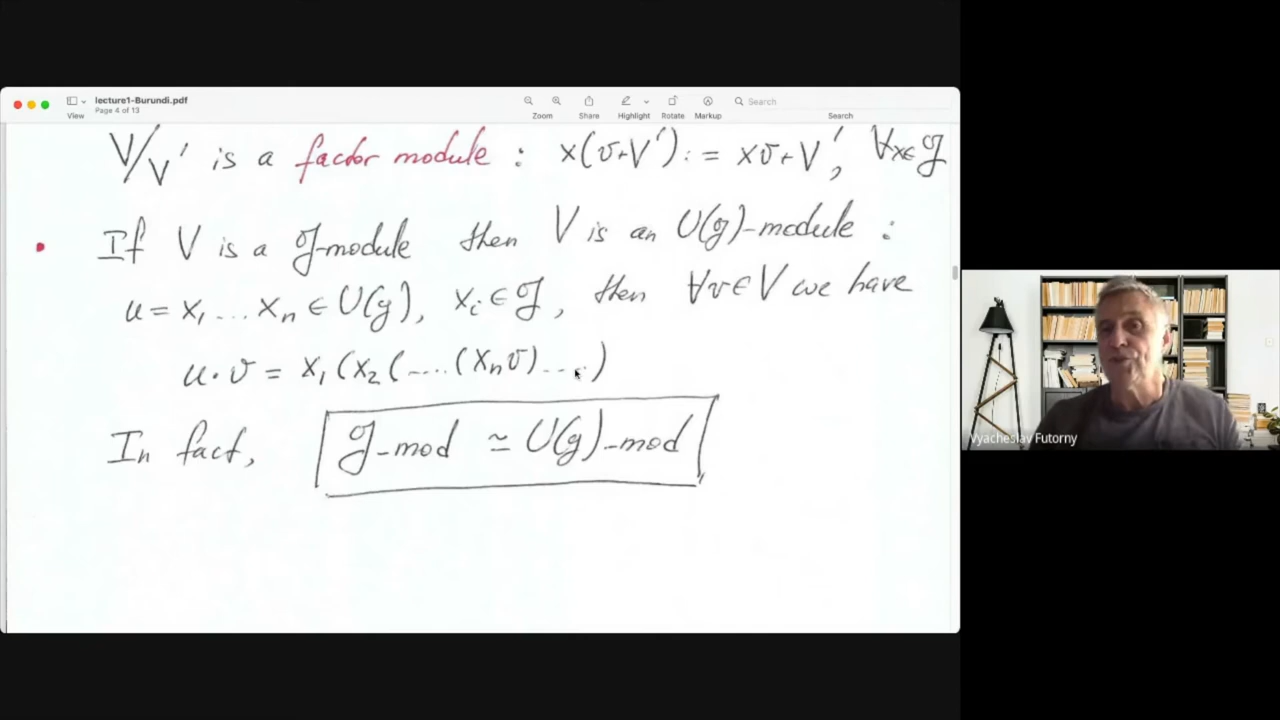 lecture1-Burundi.pdf
Page 4 of 13
View
Zoom
Share
Highlight
Rotate
Markup
Search
Search
V/V' is a factor module : x(v+V') := xv+V', ∀x∈g
• If V is a g-module then V is an U(g)-module :
u = x₁...xₙ ∈ U(g), xᵢ ∈ g, then ∀v∈V we have
u·v = x₁(x₂(....(xₙv)....)
In fact, g-mod ≃ U(g)-mod
Vyacheslav Futorny